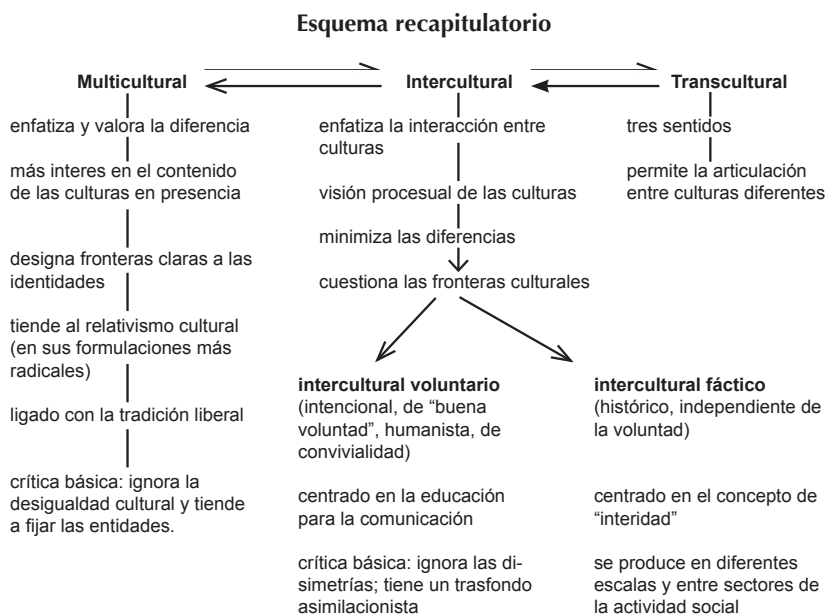 Esquema recapitulatorio
Multicultural
enfatiza y valora la diferencia
más interes en el contenido
de las culturas en presencia
designa fronteras claras a las
identidades
tiende al relativismo cultural
(en sus formulaciones más
radicales)
ligado con la tradición liberal
crítica básica: ignora la
desigualdad cultural y tiende
a fijar las entidades.
Intercultural
enfatiza la interacción entre
culturas
visión procesual de las culturas
minimiza las diferencias
cuestiona las fronteras culturales
intercultural voluntario
(intencional, de “buena
voluntad”, humanista, de
convivialidad)
centrado en la educación
para la comunicación
crítica básica: ignora las di-
simetrías; tiene un trasfondo
asimilacionista
intercultural fáctico
(histórico, independiente de
la voluntad)
centrado en el concepto de
“interidad”
se produce en diferentes
escalas y entre sectores de
la actividad social
Transcultural
tres sentidos
permite la articulación
entre culturas diferentes